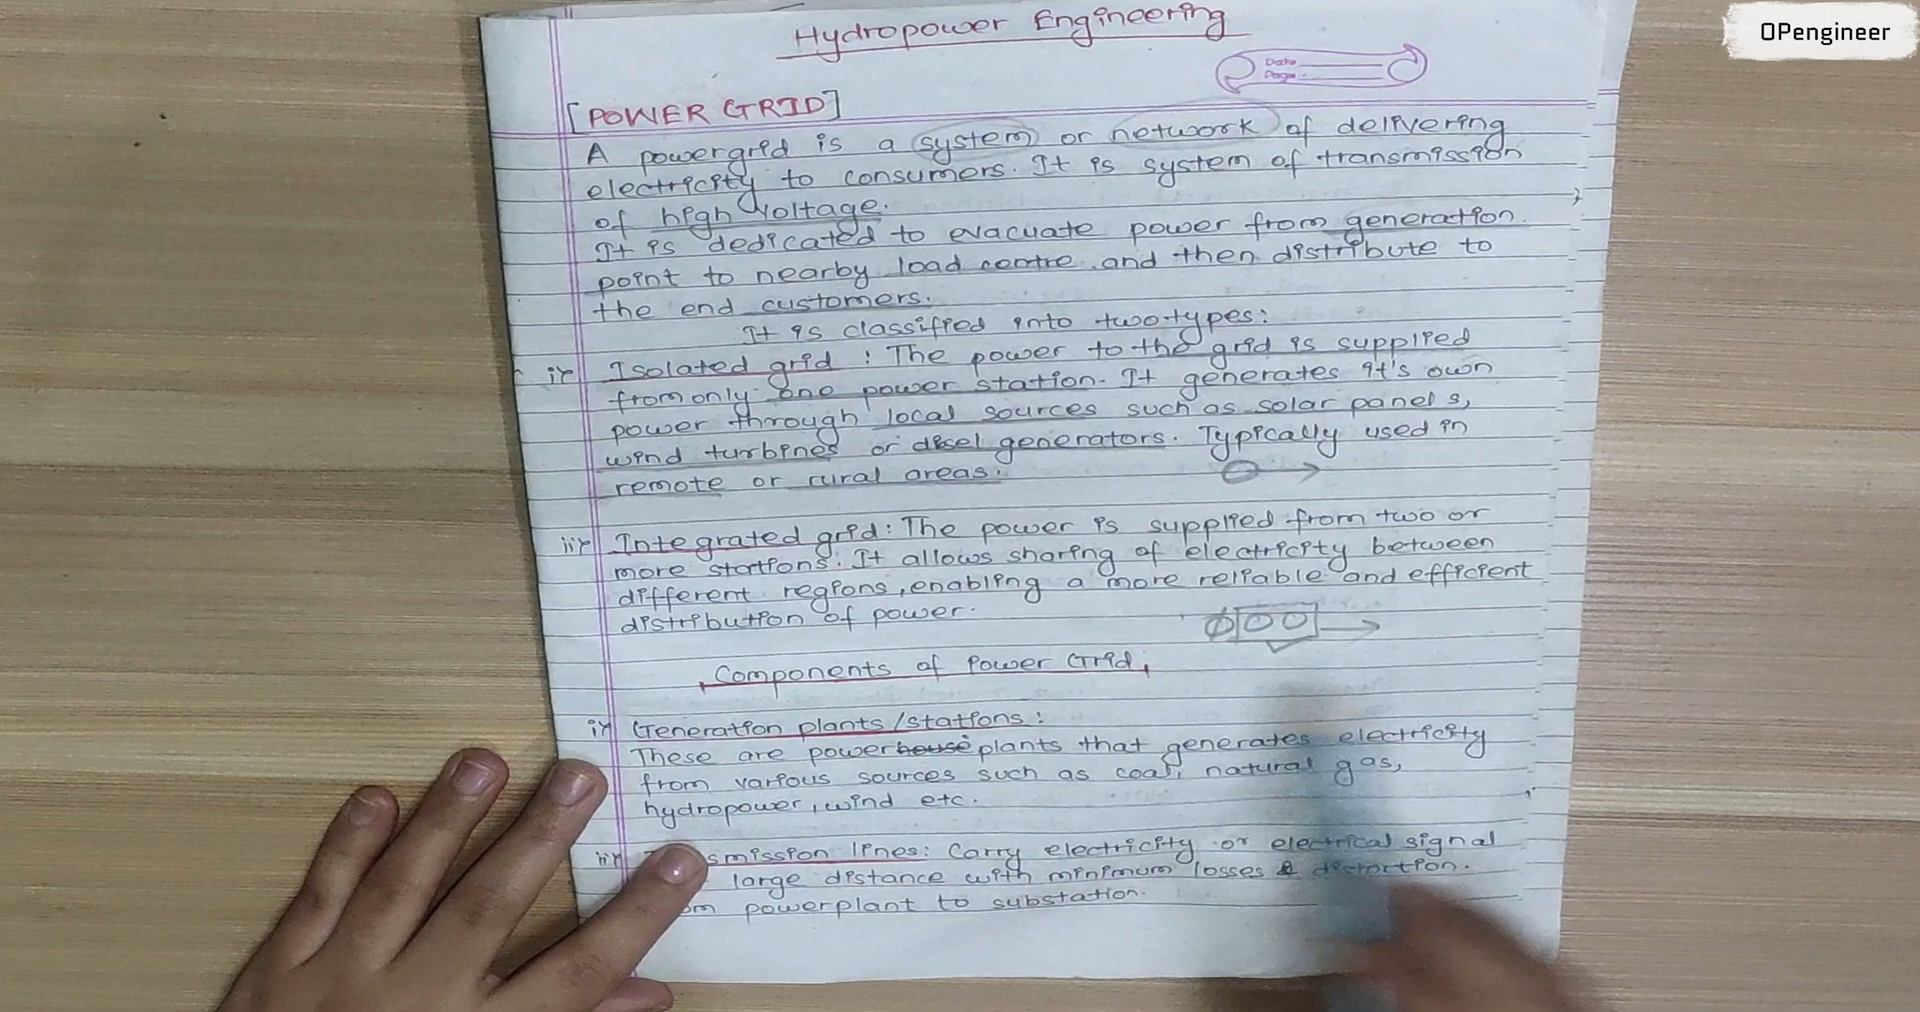 Hydropower Engineering
OPengineer
Date
Page
[POWER GRID]
A powergrid is a system or network of delivering
electricity to consumers. It is system of transmission
of high voltage.
It is dedicated to evacuate power from generation
point to nearby load centre and then distribute to
the end customers.
It is classified into two types:
i) Isolated grid : The power to the grid is supplied
from only one power station. It generates it's own
power through local sources such as solar panels,
wind turbines or disel generators. Typically used in
remote or rural areas.
ii) Integrated grid: The power is supplied from two or
more stations. It allows sharing of electricity between
different regions, enabling a more reliable and efficient
distribution of power.
Components of Power Grid
i) Generation plants/stations:
These are powerhouse plants that generates electricity
from various sources such as coal, natural gas,
hydropower, wind etc.
ii) smission lines: Carry electricity or electrical signal
large distance with minimum losses & distortion.
om powerplant to substation.